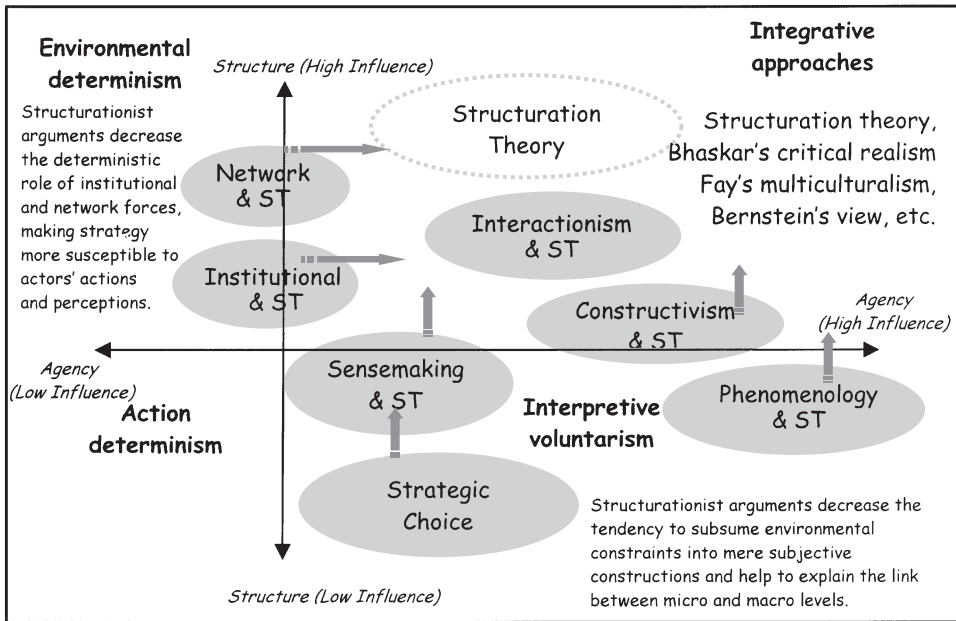 Environmental
determinism
Structurationist
arguments decrease
the deterministic
role of institutional
and network forces,
making strategy
more susceptible to
actors' actions
and perceptions.
Structure (High Influence)
Integrative
approaches
Structuration theory,
Bhaskar's critical realism
Fay's multiculturalism,
Bernstein's view, etc.
Structuration
Theory
Network
& ST
Interactionism
& ST
Institutional
& ST
Constructivism
& ST
Agency
(High Influence)
Agency
(Low Influence)
Sensemaking
& ST
Phenomenology
& ST
Action
determinism
Interpretive
voluntarism
Strategic
Choice
Structurationist arguments decrease the
tendency to subsume environmental
constraints into mere subjective
constructions and help to explain the link
between micro and macro levels.
Structure (Low Influence)